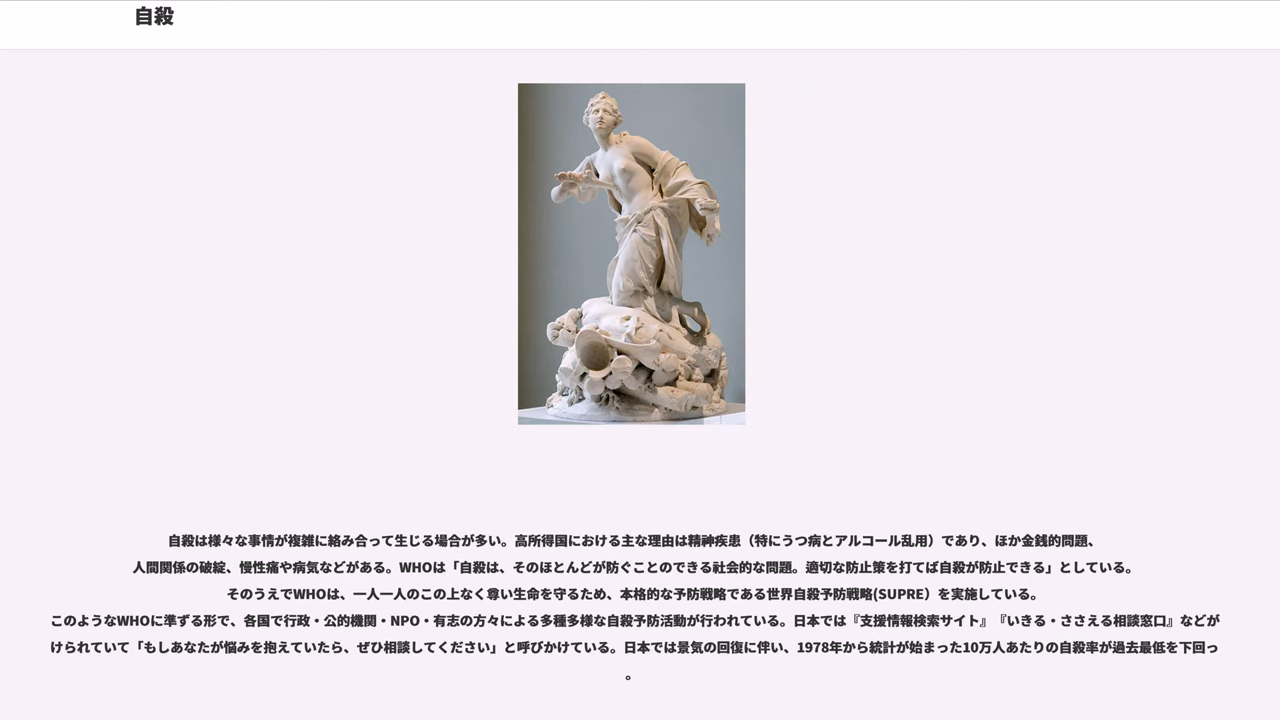 自殺
自殺は様々な事情が複雑に絡み合って生じる場合が多い。高所得国における主な理由は精神疾患（特にうつ病とアルコール乱用）であり、ほか金銭的問題、
人間関係の破綻、慢性痛や病気などがある。WHOは「自殺は、そのほとんどが防ぐことのできる社会的な問題。適切な防止策を打てば自殺が防止できる」としている。
そのうえでWHOは、一人一人のこの上なく尊い生命を守るため、本格的な予防戦略である世界自殺予防戦略(SUPRE）を実施している。
このようなWHOに準ずる形で、各国で行政・公的機関・NPO・有志の方々による多種多様な自殺予防活動が行われている。日本では『支援情報検索サイト』『いきる・ささえる相談窓口』などが
けられていて「もしあなたが悩みを抱えていたら、ぜひ相談してください」と呼びかけている。日本では景気の回復に伴い、1978年から統計が始まった10万人あたりの自殺率が過去最低を下回っ
。